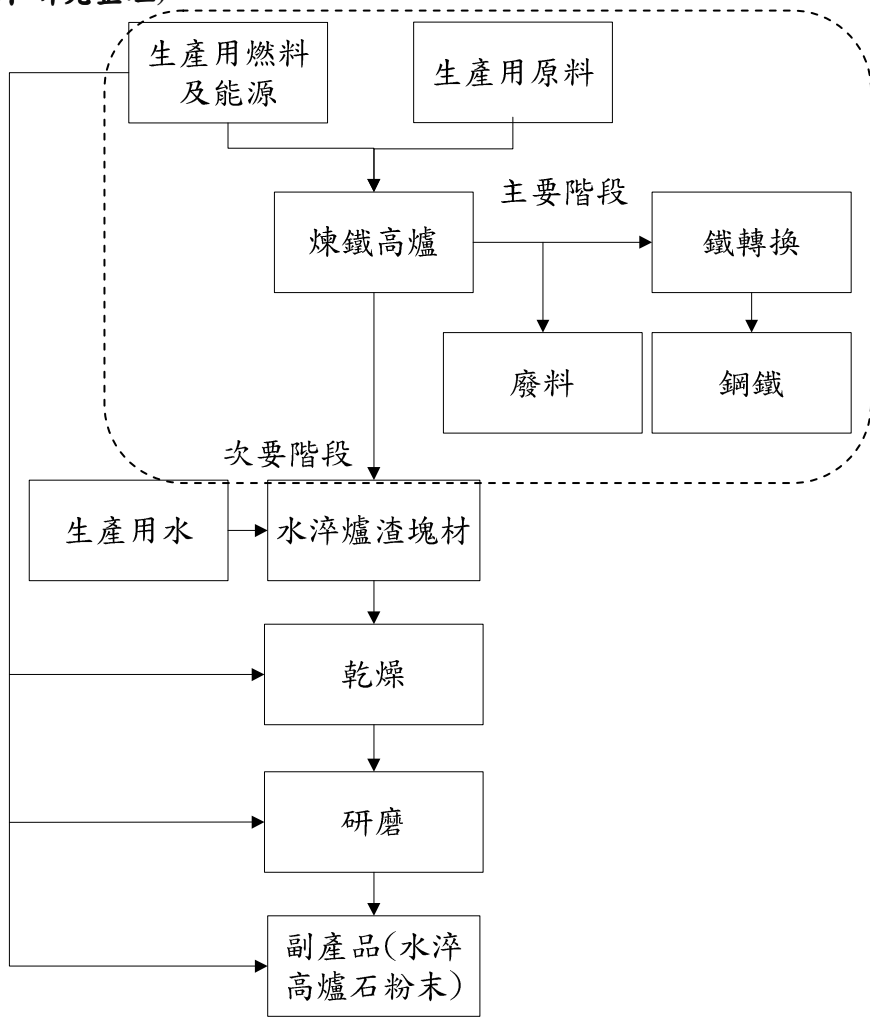 生產用燃料
及能源
生產用原料
主要階段
煉鐵高爐
鐵轉換
廢料
鋼鐵
次要階段
生產用水
水淬爐渣塊材
乾燥
研磨
副產品(水淬
高爐石粉末)